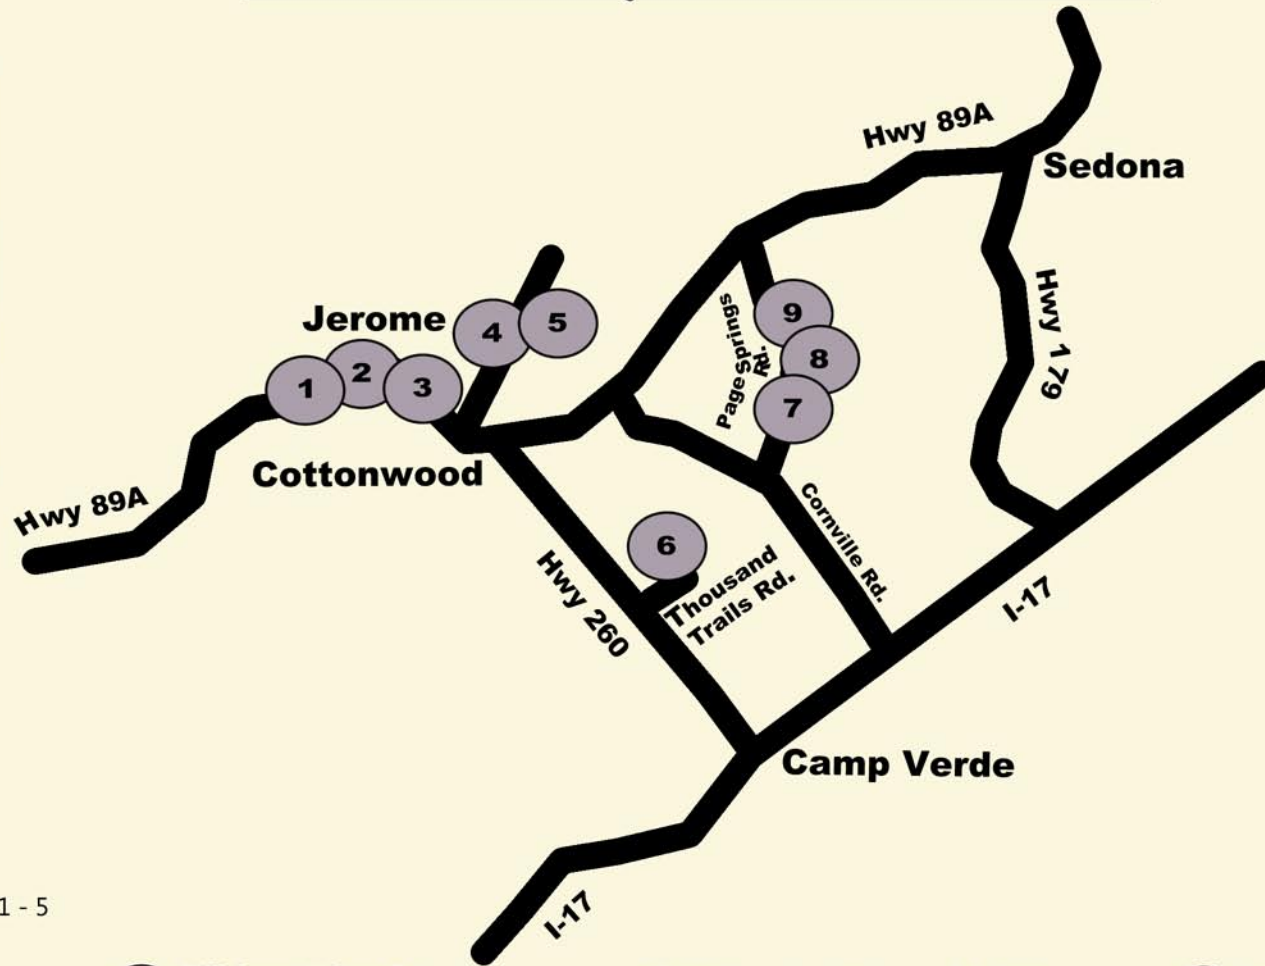 Hwy 89A
Sedona
Hwy 179
Jerome
4
5
1
2
3
9
8
7
Page Springs
Rd.
Cottonwood
Hwy 89A
6
Cornville Rd.
Thousand
Trails Rd.
Hwy 260
I-17
Camp Verde
I-17
1 - 5